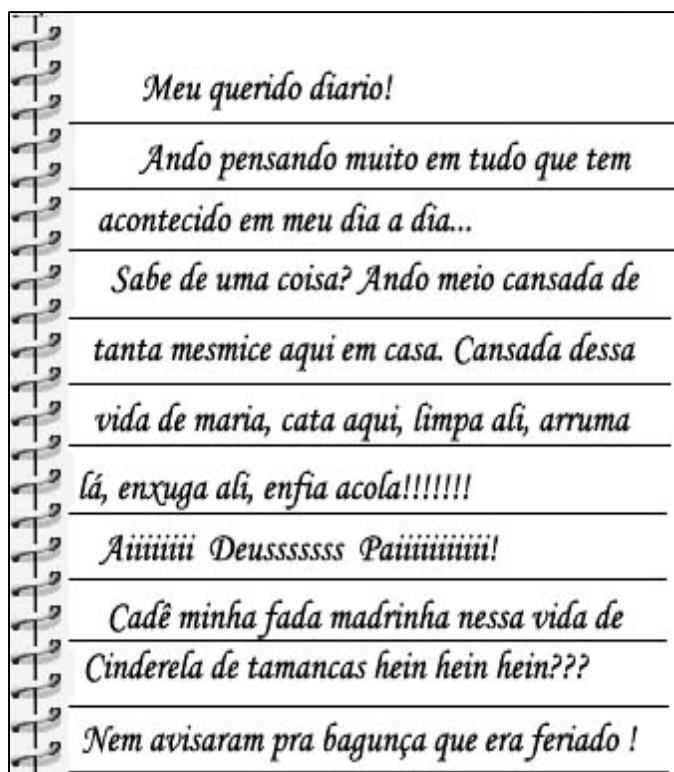 Meu querido diario!
Ando pensando muito em tudo que tem
acontecido em meu dia a dia...
Sabe de uma coisa? Ando meio cansada de
tanta mesmice aqui em casa. Cansada dessa
vida de maria, cata aqui, limpa ali, arruma
lá, enxuga ali, enfia acola!!!!!!!
Aiiiiiiii Deusssssss Paiiiiiiiiiii!
Cadê minha fada madrinha nessa vida de
Cinderela de tamancas hein hein hein???
Nem avisaram pra bagunça que era feriado !